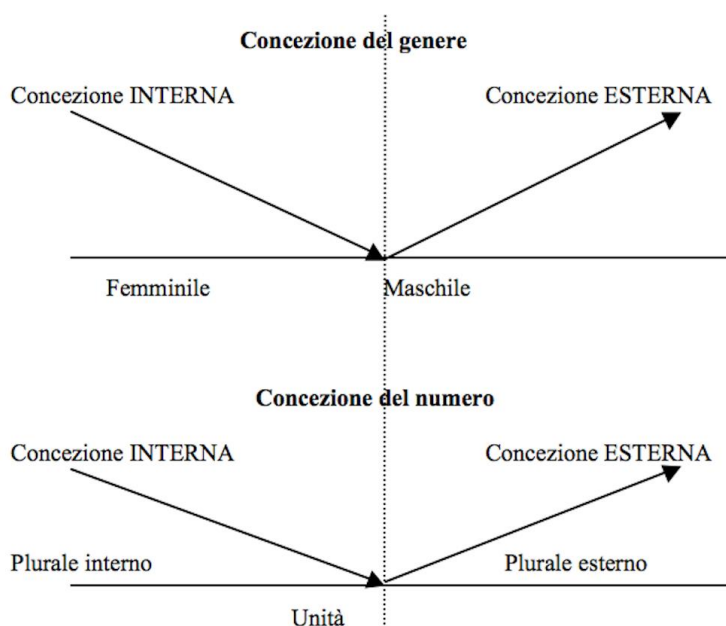 Concezione del genere
Concezione INTERNA Concezione ESTERNA
Femminile Maschile
Concezione del numero
Concezione INTERNA Concezione ESTERNA
Plurale interno Plurale esterno
Unità